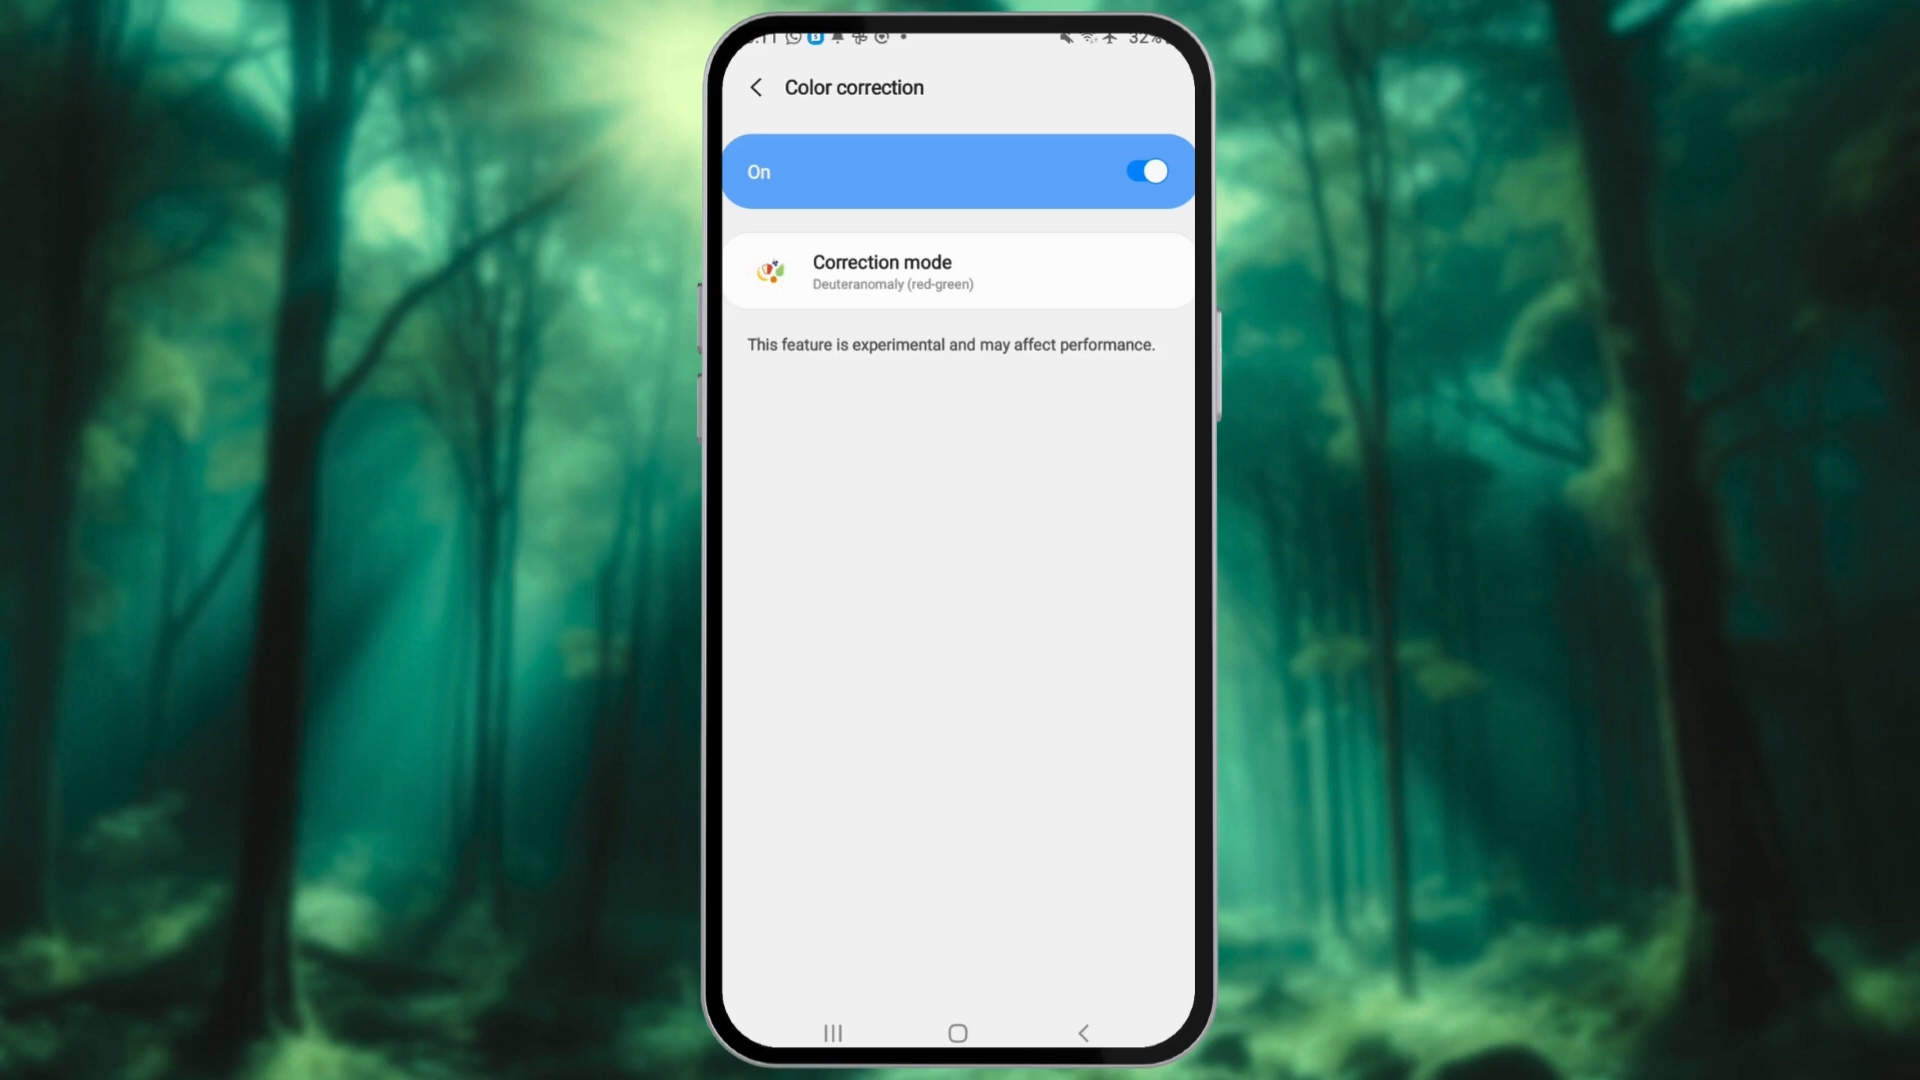 Color correction
On
Correction mode
Deuteranomaly (red-green)
This feature is experimental and may affect performance.